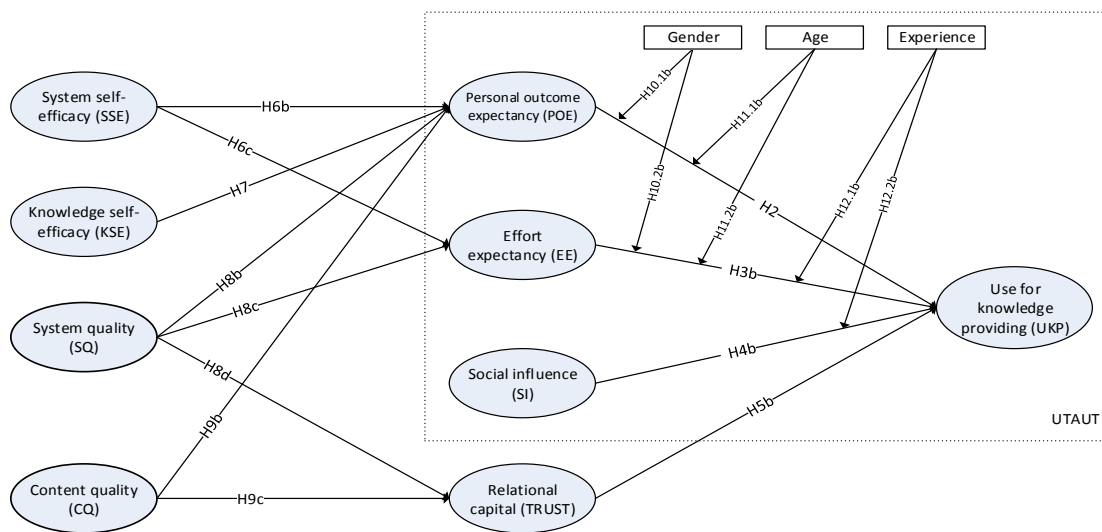 Gender
Age
Experience
System self-
efficacy (SSE)
H6b
Personal outcome
expectancy (POE)
H10.1b
H11.1b
H6c
H10.2b
H11.2b
H12.1b
H12.2b
H7
H2
Knowledge self-
efficacy (KSE)
Effort
expectancy (EE)
H8b
H3b
H8c
Use for
knowledge
providing (UKP)
System quality
(SQ)
H4b
H8d
Social influence
(SI)
H5b
H9b
UTAUT
Content quality
(CQ)
H9c
Relational
capital (TRUST)